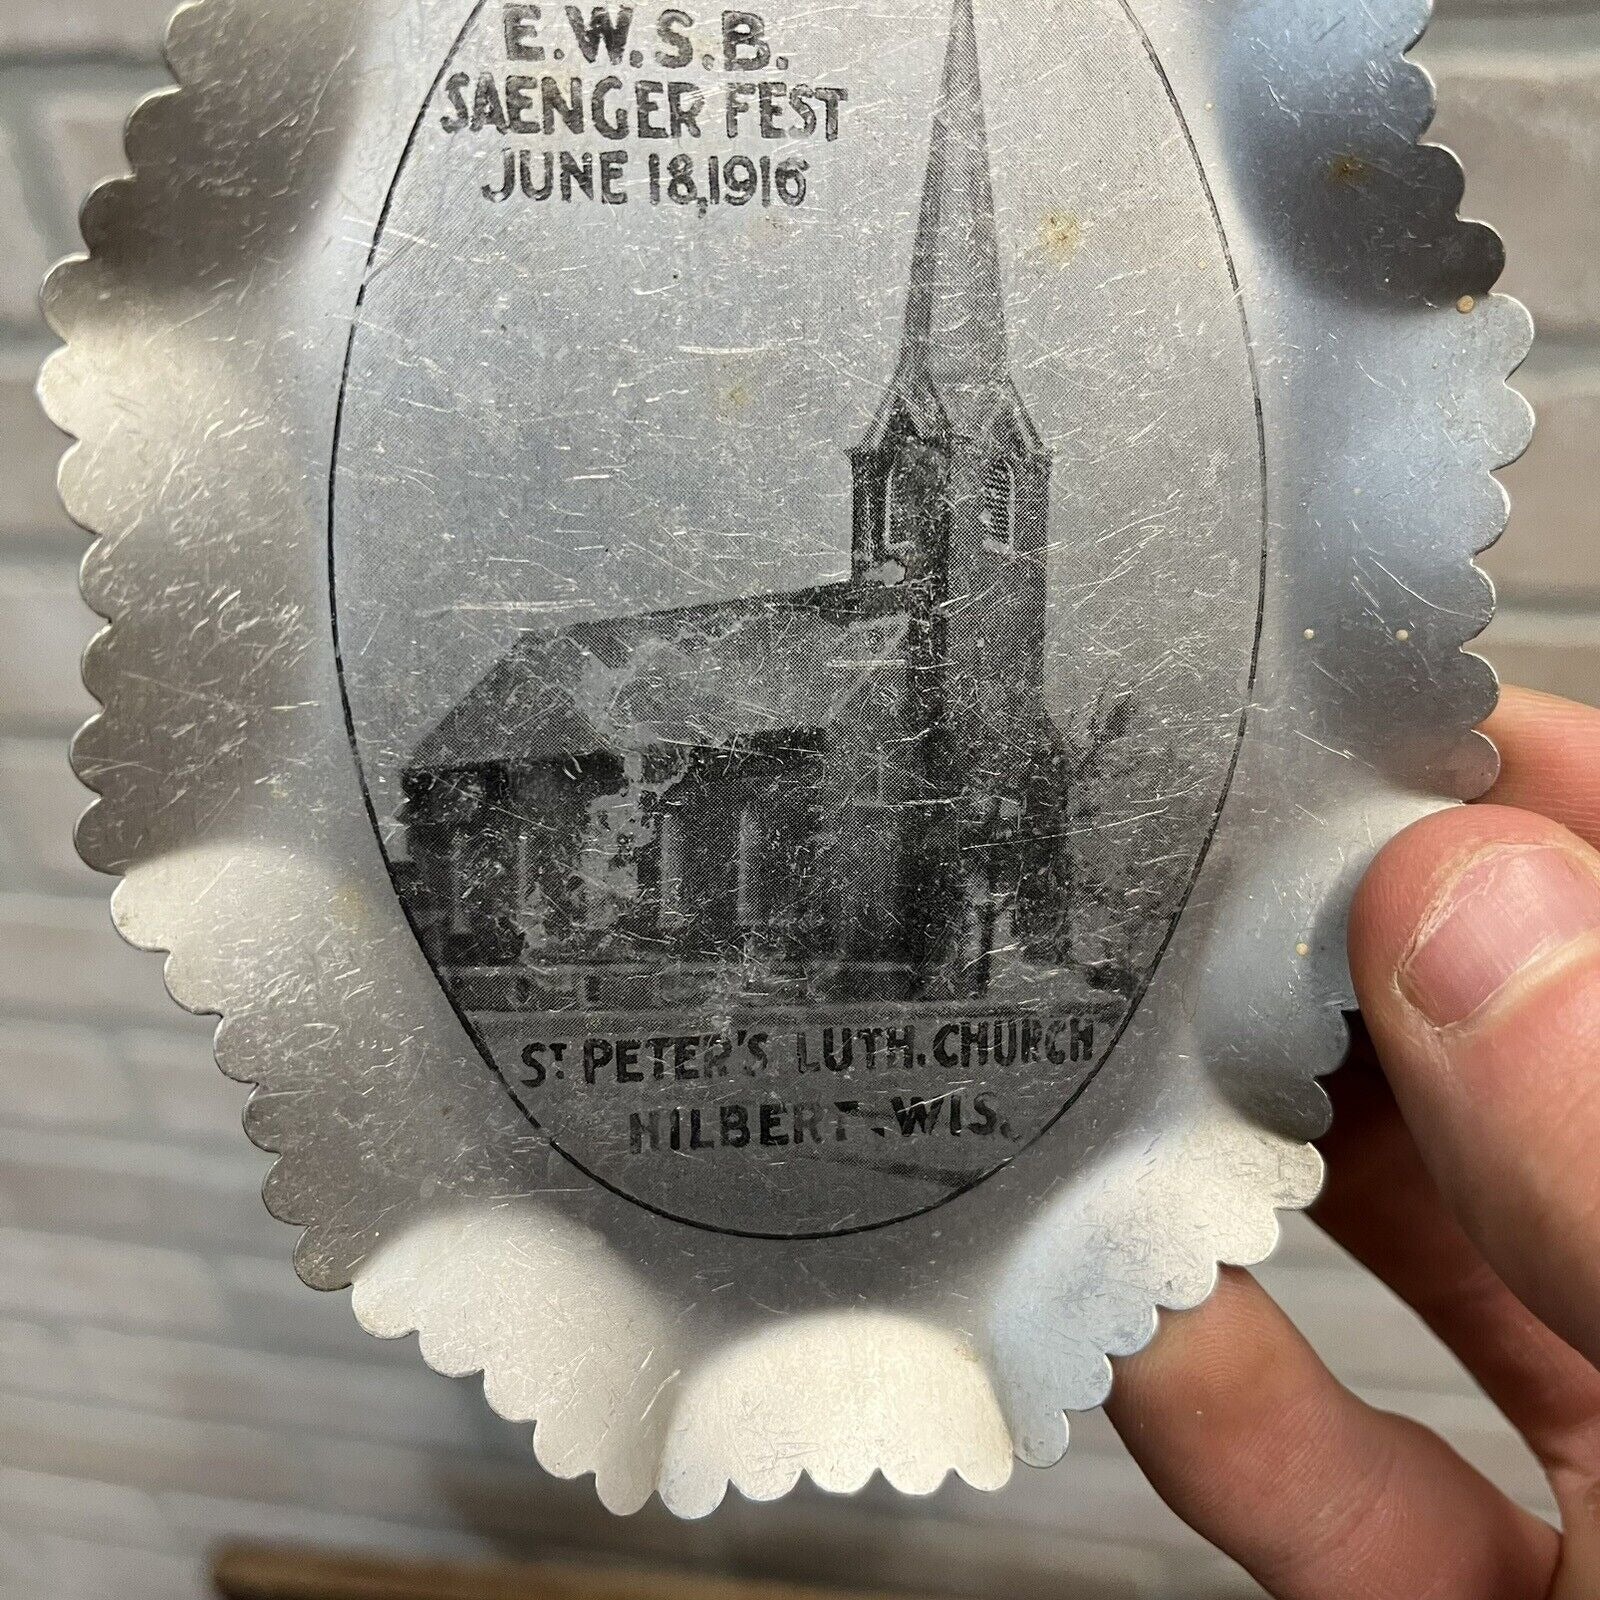 E.W.S.B.
SAENGER FEST
JUNE 18,1916
ST PETER'S LUTH. CHURCH
HILBERT. WIS.